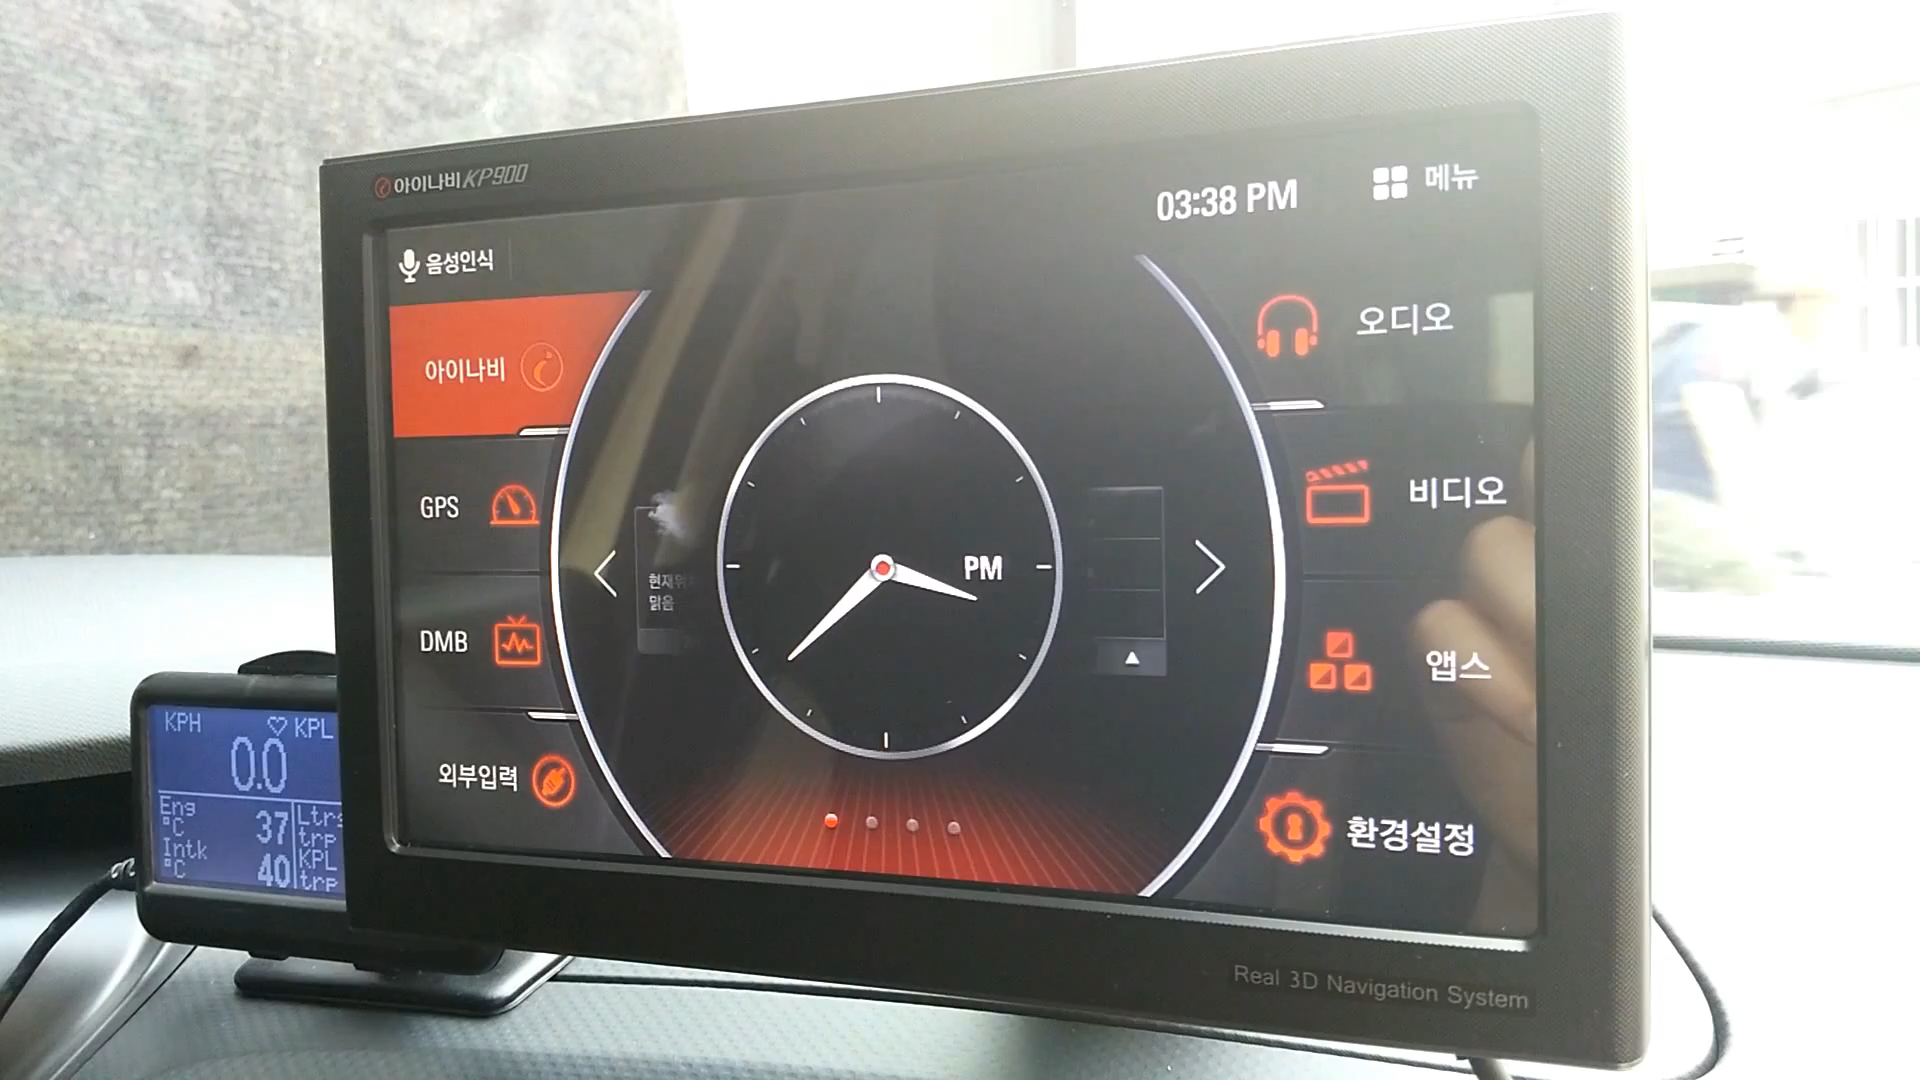 아이나비 KP900
03:38 PM
메뉴
음성인식
아이나비
오디오
GPS
비디오
PM
현재위
맑음
DMB
앱스
외부입력
환경설정
KPH
KPL
0.0
Eng
°C
37
Ltrs
trp
Intk
°C
40
KPL
trp
Real 3D Navigation System